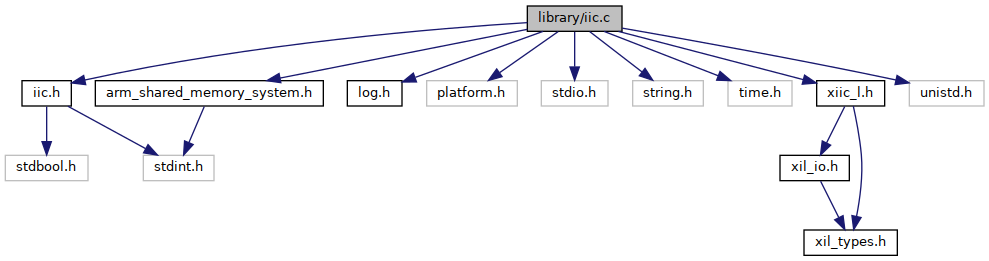 library/iic.c
iic.h
arm_shared_memory_system.h
log.h
platform.h
stdio.h
string.h
time.h
xiic_l.h
unistd.h
stdbool.h
stdint.h
xil_io.h
xil_types.h